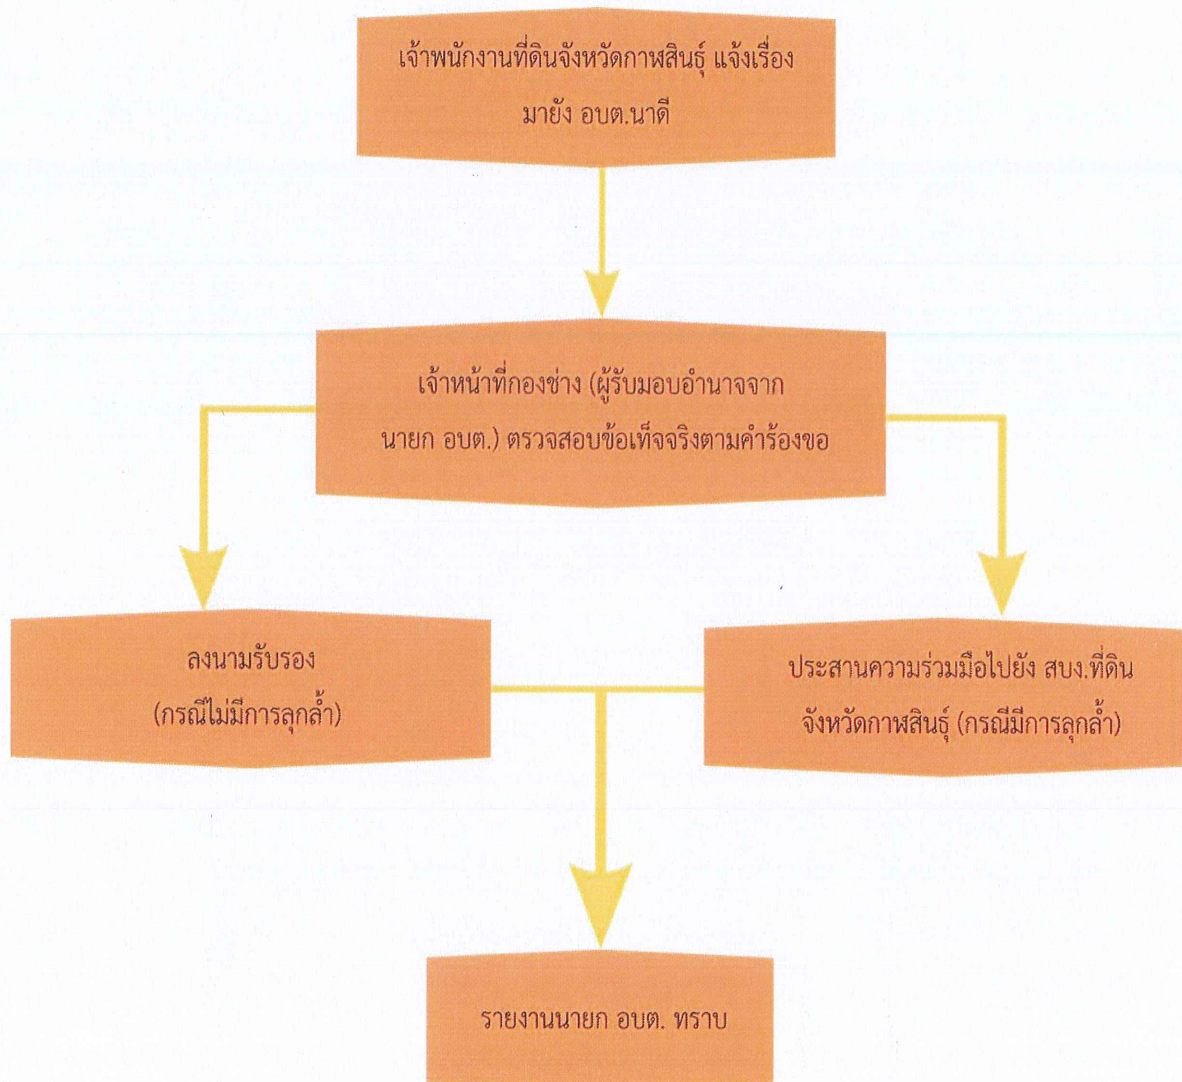 เจ้าพนักงานที่ดินจังหวัดกาฬสินธุ์ แจ้งเรื่อง
มายัง อบต.นาดี
เจ้าหน้าที่กองช่าง (ผู้รับมอบอำนาจจาก
นายก อบต.) ตรวจสอบข้อเท็จจริงตามคำร้องขอ
ลงนามรับรอง
(กรณีไม่มีการลุกล้ำ)
ประสานความร่วมมือไปยัง สบง.ที่ดิน
จังหวัดกาฬสินธุ์ (กรณีมีการลุกล้ำ)
รายงานนายก อบต. ทราบ